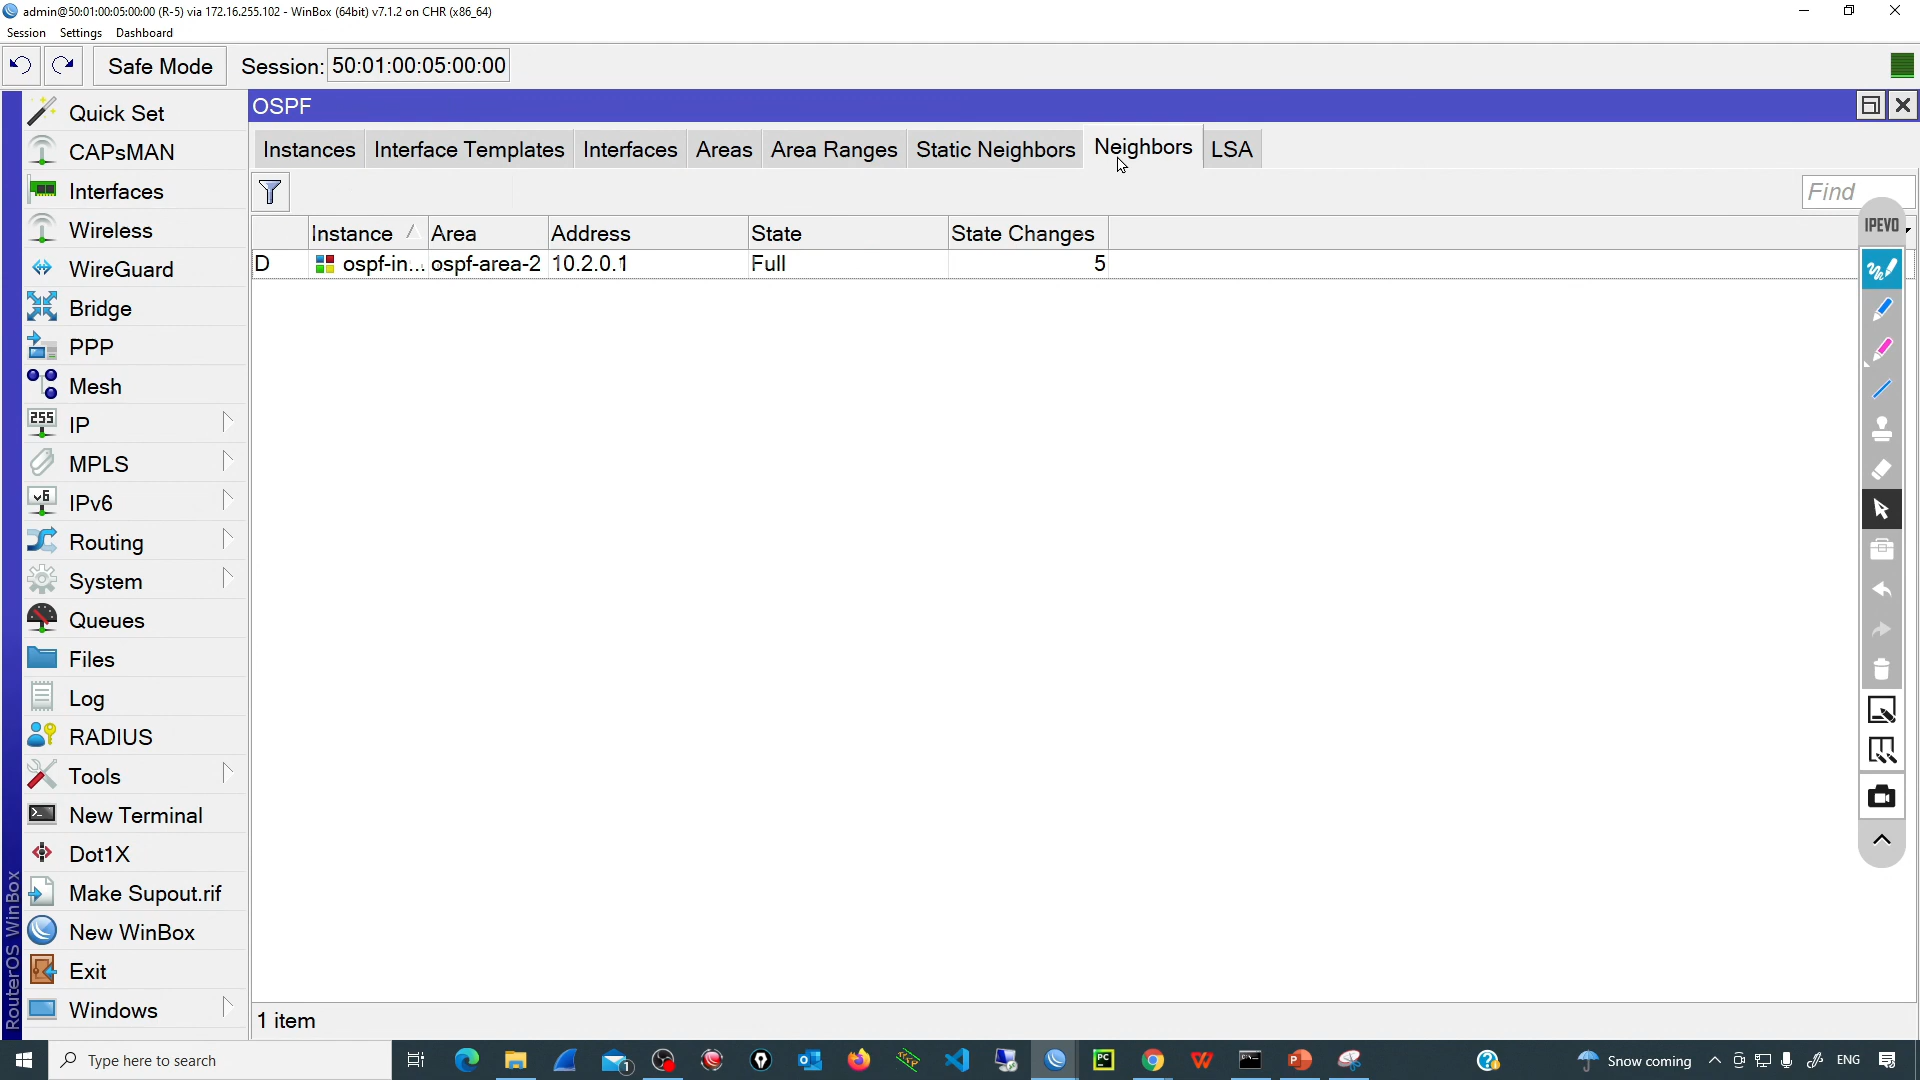 admin@50:01:00:05:00:00 (R-5) via 172.16.255.102 - WinBox (64bit) v7.1.2 on CHR (x86_64)
Session Settings Dashboard
Safe Mode Session: 50:01:00:05:00:00
Quick Set
CAPsMAN
Interfaces
Wireless
WireGuard
Bridge
PPP
Mesh
255 IP
MPLS
v6 IPv6
Routing
System
Queues
Files
Log
RADIUS
Tools
New Terminal
Dot1X
Make Supout.rif
New WinBox
Exit
Windows
RouterOS WinBox
OSPF
Instances Interface Templates Interfaces Areas Area Ranges Static Neighbors Neighbors LSA
Find
IPEVO
Instance Area Address State State Changes
D ospf-in... ospf-area-2 10.2.0.1 Full 5
1 item
Type here to search
1
PC
Snow coming
ENG